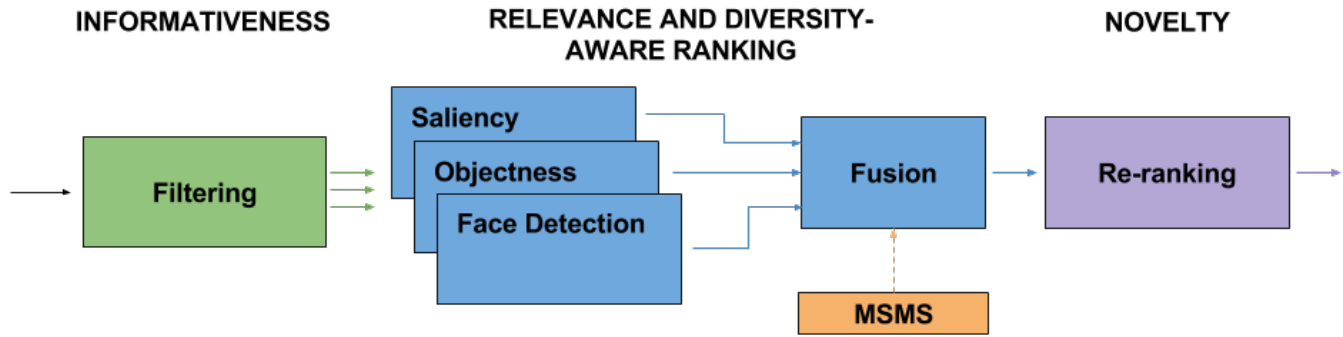 INFORMATIVENESS
RELEVANCE AND DIVERSITY-
AWARE RANKING
NOVELTY
Filtering
Saliency
Objectness
Face Detection
Fusion
Re-ranking
MSMS